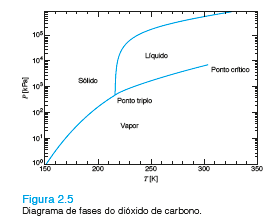 10⁵
10⁴
10³
10²
10¹
10⁰
P [kPa]
Sólido
Líquido
Ponto crítico
Ponto triplo
Vapor
150 200 250 300 350
T [K]
Figura 2.5
Diagrama de fases do dióxido de carbono.